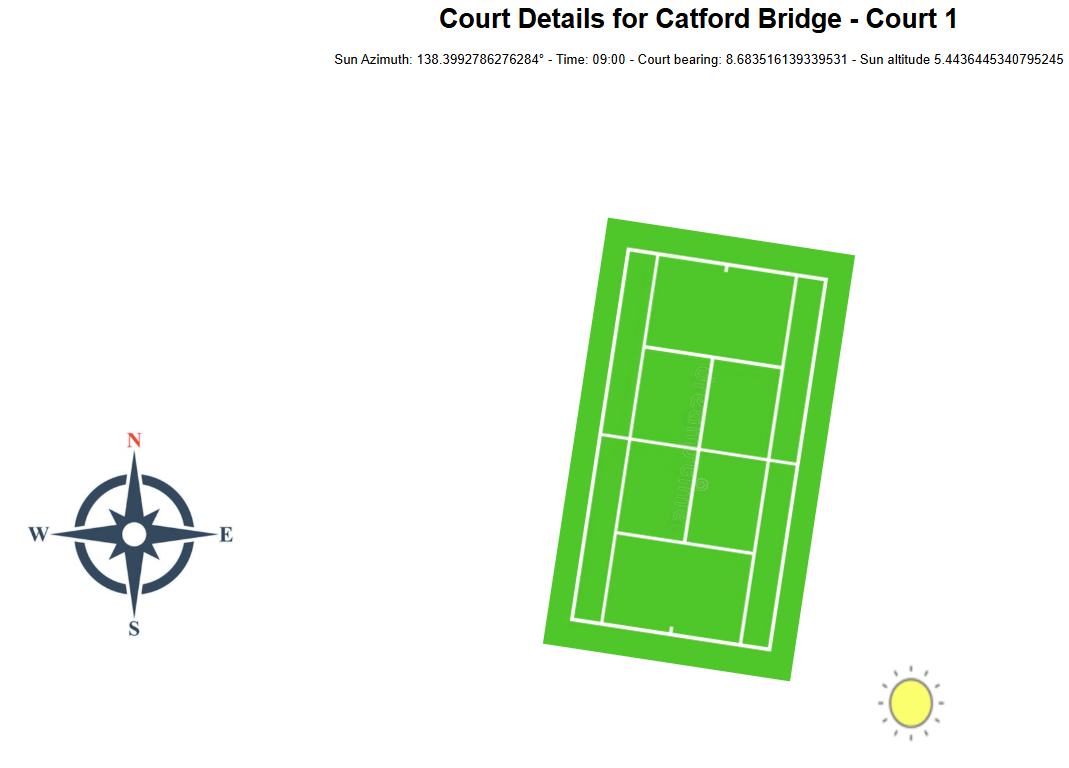 Court Details for Catford Bridge - Court 1
Sun Azimuth: 138.3992786276284° - Time: 09:00 - Court bearing: 8.683516139339531 - Sun altitude 5.4436445340795245
N
W E
S